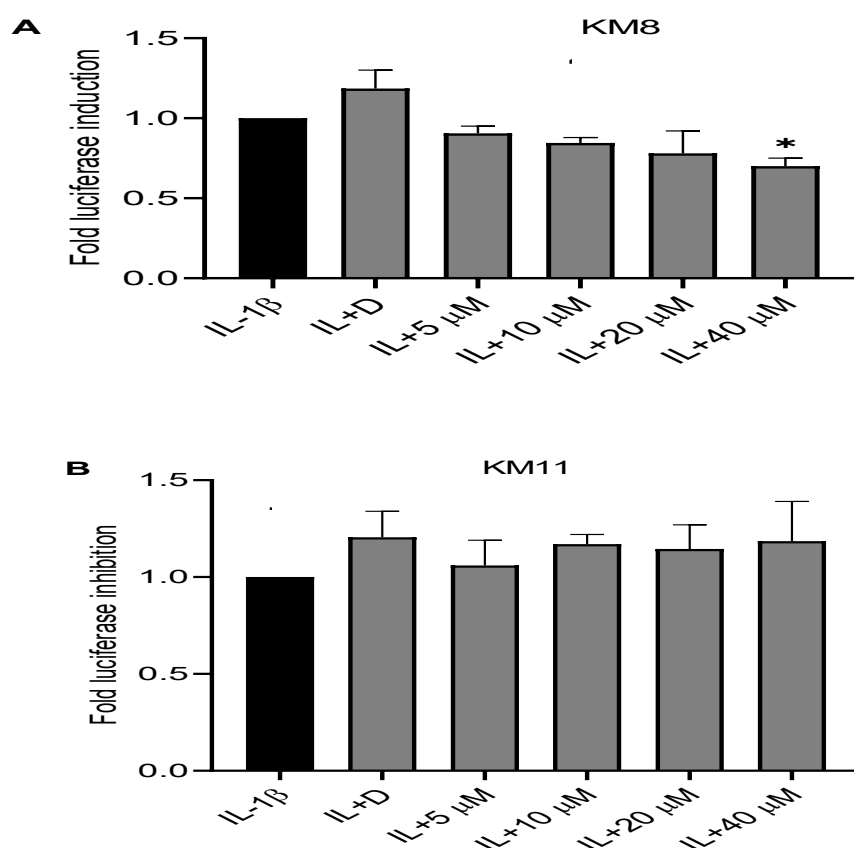 A
KM8
Fold luciferase induction
1.5
1.0
0.5
0.0
*
IL-1β
IL+D
IL+5 μM
IL+10 μM
IL+20 μM
IL+40 μM
B
KM11
Fold luciferase inhibition
1.5
1.0
0.5
0.0
IL-1β
IL+D
IL+5 μM
IL+10 μM
IL+20 μM
IL+40 μM